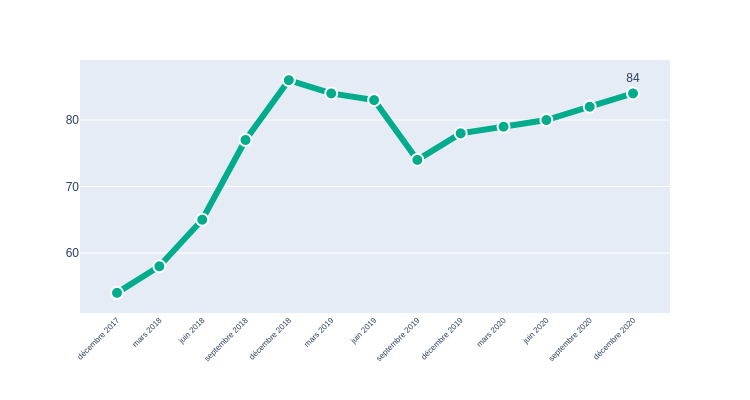 84
80
70
60
décembre 2017
mars 2018
juin 2018
septembre 2018
décembre 2018
mars 2019
juin 2019
septembre 2019
décembre 2019
mars 2020
juin 2020
septembre 2020
décembre 2020